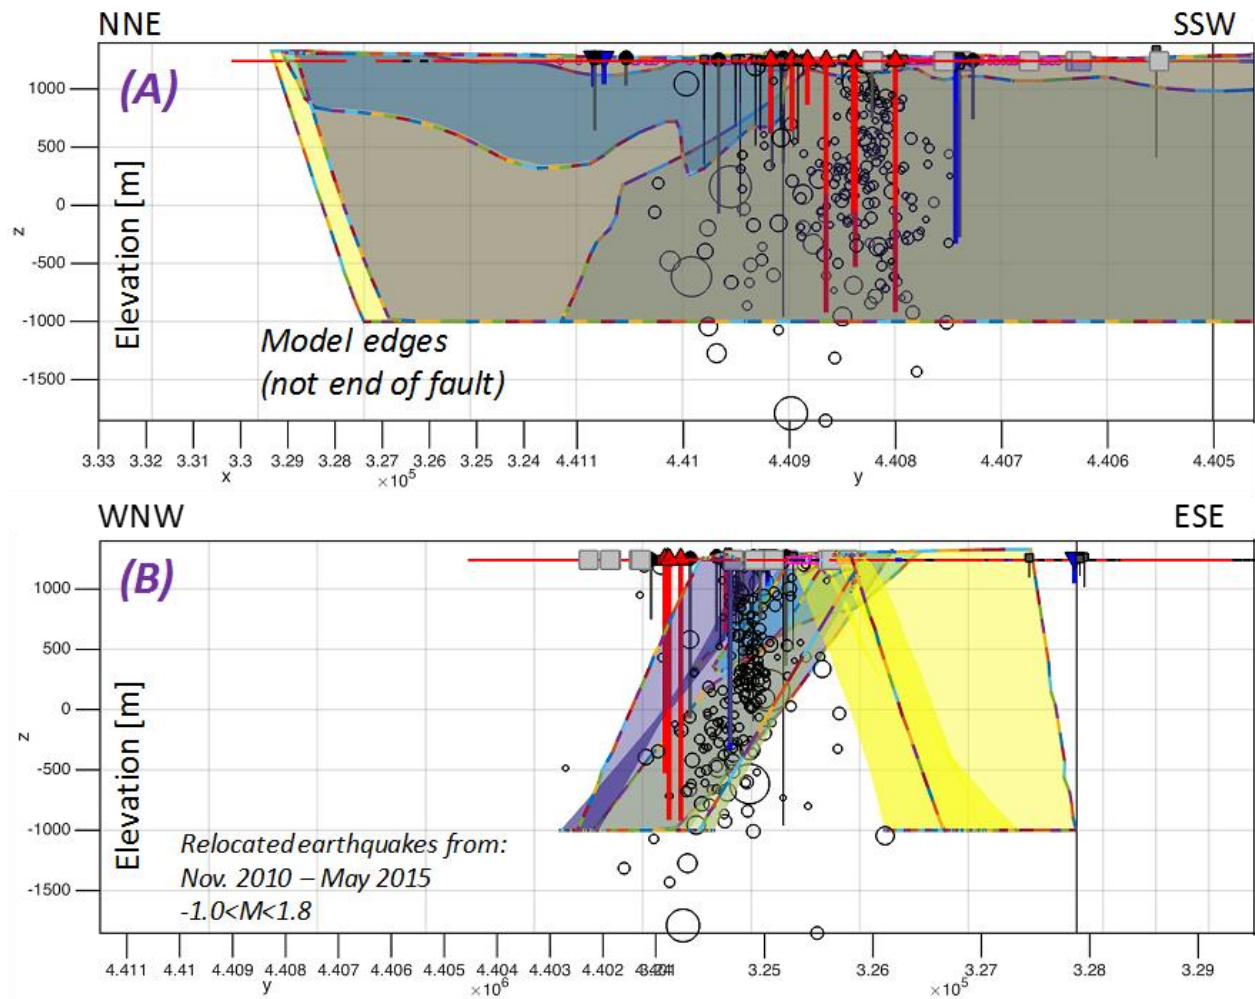 NNE
SSW
(A)
1000
500
0
-500
-1000
-1500
z
Elevation [m]
Model edges
(not end of fault)
3.33 3.32 3.31 3.3 3.29 3.28 3.27 3.26 3.25 3.24 4.411 4.41 4.409 4.408 4.407 4.406 4.405
x
×10⁵
y
WNW
ESE
(B)
1000
500
0
-500
-1000
-1500
z
Elevation [m]
Relocated earthquakes from:
Nov. 2010 – May 2015
-1.0<M<1.8
4.411 4.41 4.409 4.408 4.407 4.406 4.405 4.404 4.403 4.402 3.25 3.26 3.27 3.28 3.29
y
×10⁶
×10⁵